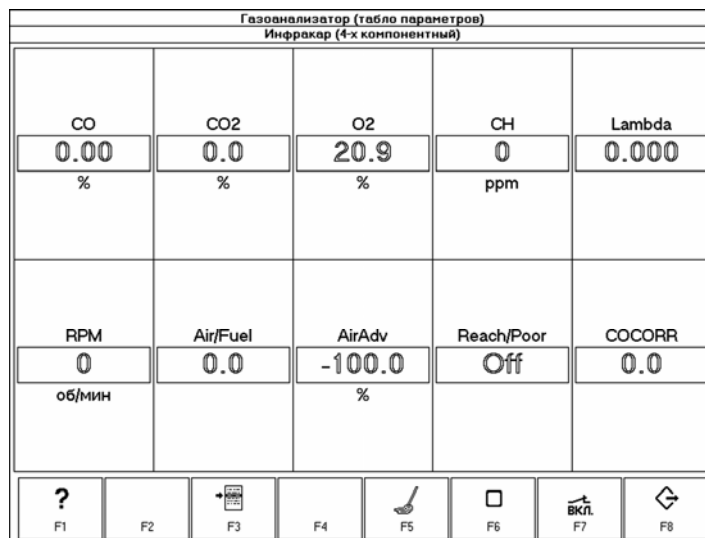 Газоанализатор (табло параметров)
Инфракар (4-х компонентный)
CO CO2 O2 CH Lambda
0.00 0.0 20.9 0 0.000
% % % ppm
RPM Air/Fuel AirAdv Reach/Poor COCORR
0 0.0 -100.0 Off 0.0
об/мин %
? ВКЛ.
F1 F2 F3 F4 F5 F6 F7 F8